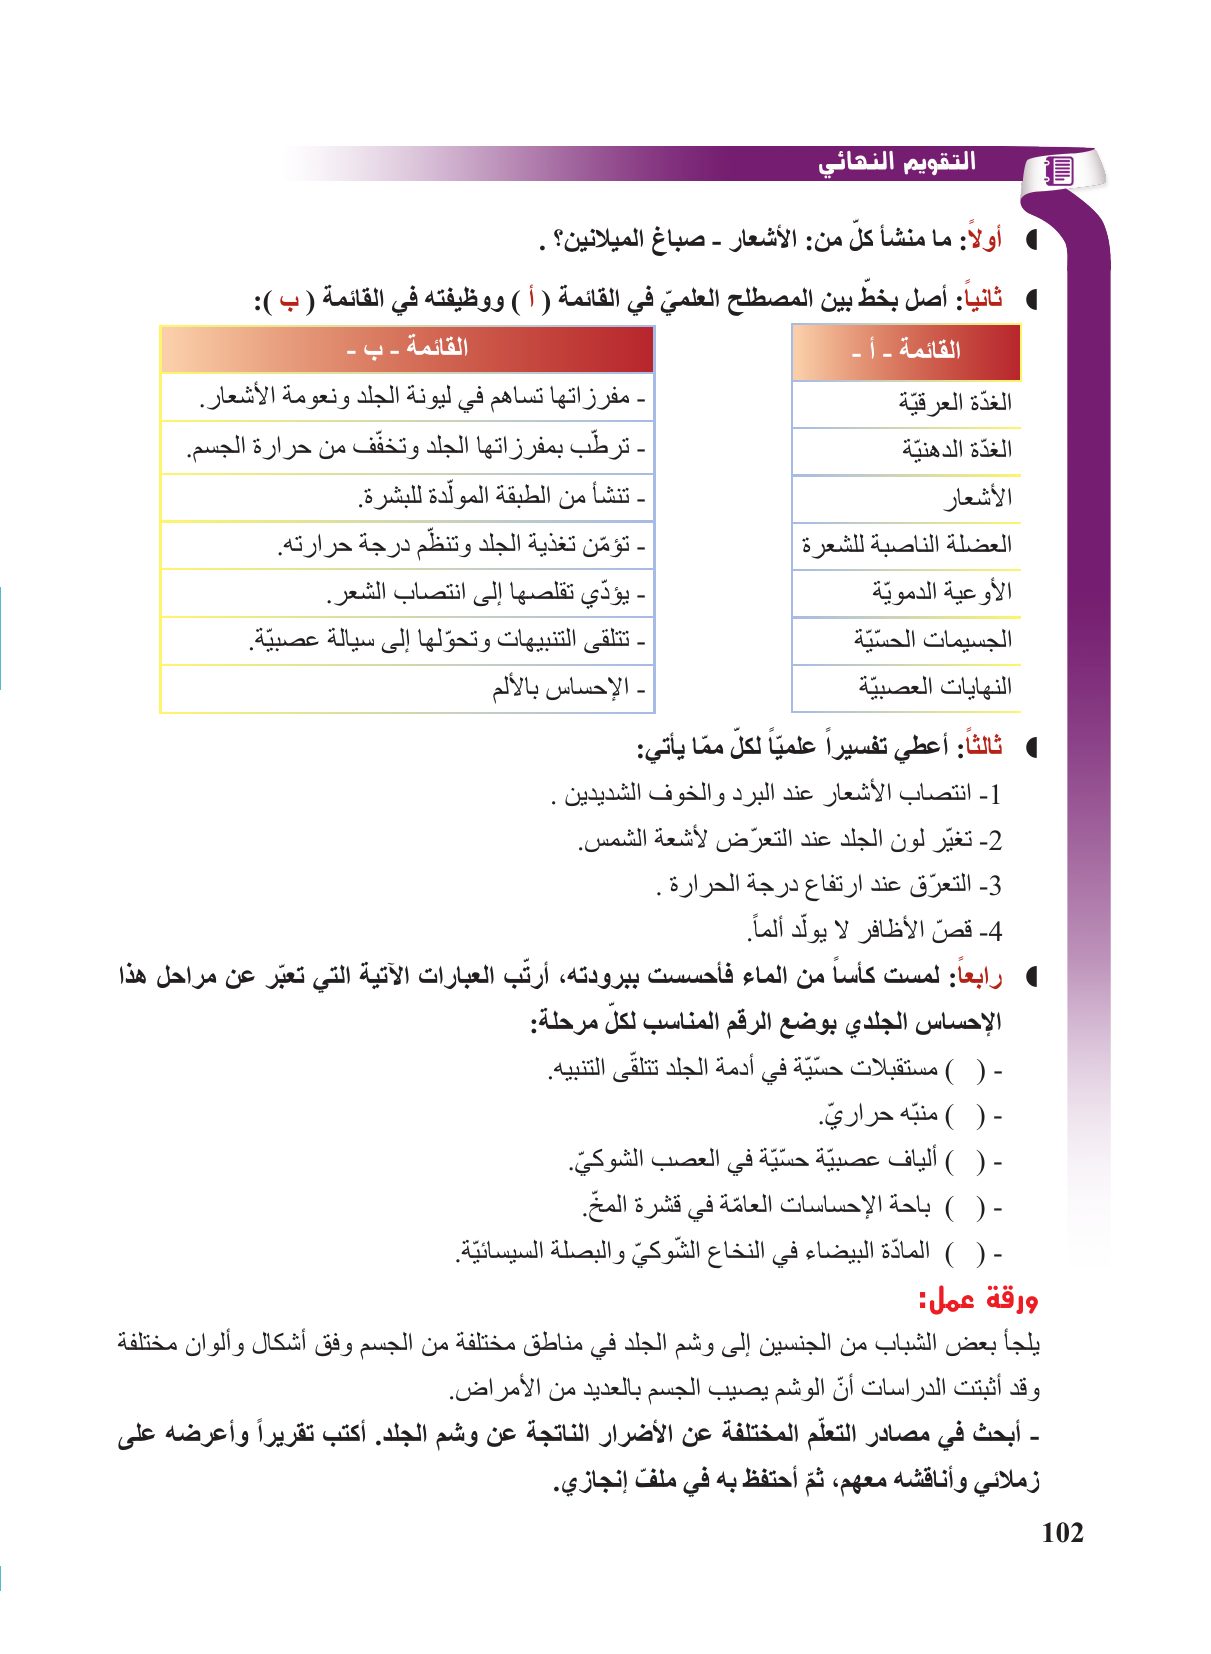 التقويم النهائي
أولاً: ما منشأ كلّ من: الأشعار - صباغ الميلانين؟ .
ثانياً: أصل بخطّ بين المصطلح العلميّ في القائمة ( أ ) ووظيفته في القائمة ( ب ):
القائمة - أ -
الغدّة العرقيّة
الغدّة الدهنيّة
الأشعار
العضلة الناصبة للشعرة
الأوعية الدمويّة
الجسيمات الحسّيّة
النهايات العصبيّة
القائمة - ب -
- مفرزاتها تساهم في ليونة الجلد ونعومة الأشعار.
- ترطّب بمفرزاتها الجلد وتخفّف من حرارة الجسم.
- تنشأ من الطبقة المولّدة للبشرة.
- تؤمّن تغذية الجلد وتنظّم درجة حرارته.
- يؤدّي تقلصها إلى انتصاب الشعر.
- تتلقى التنبيهات وتحوّلها إلى سيالة عصبيّة.
- الإحساس بالألم
ثالثاً: أعطي تفسيراً علميّاً لكلّ ممّا يأتي:
1- انتصاب الأشعار عند البرد والخوف الشديدين .
2- تغيّر لون الجلد عند التعرّض لأشعة الشمس.
3- التعرّق عند ارتفاع درجة الحرارة .
4- قصّ الأظافر لا يولّد ألماً.
رابعاً: لمست كأساً من الماء فأحسست ببرودته، أرتّب العبارات الآتية التي تعبّر عن مراحل هذا
الإحساس الجلدي بوضع الرقم المناسب لكلّ مرحلة:
- ( ) مستقبلات حسّيّة في أدمة الجلد تتلقّى التنبيه.
- ( ) منبّه حراريّ.
- ( ) ألياف عصبيّة حسّيّة في العصب الشوكيّ.
- ( ) باحة الإحساسات العامّة في قشرة المخّ.
- ( ) المادّة البيضاء في النخاع الشّوكيّ والبصلة السيسائيّة.
ورقة عمل:
يلجأ بعض الشباب من الجنسين إلى وشم الجلد في مناطق مختلفة من الجسم وفق أشكال وألوان مختلفة
وقد أثبتت الدراسات أنّ الوشم يصيب الجسم بالعديد من الأمراض.
- أبحث في مصادر التعلّم المختلفة عن الأضرار الناتجة عن وشم الجلد. أكتب تقريراً وأعرضه على
زملائي وأناقشه معهم، ثمّ أحتفظ به في ملفّ إنجازي.
102